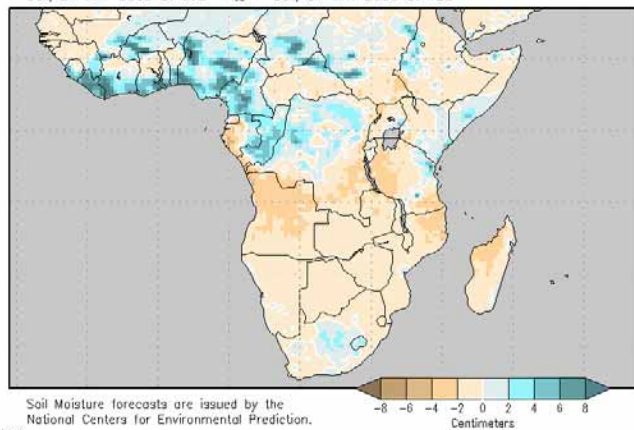 Soil Moisture forecasts are issued by the
National Centers for Environmental Prediction.
-8 -6 -4 -2 0 2 4 6 8
Centimeters